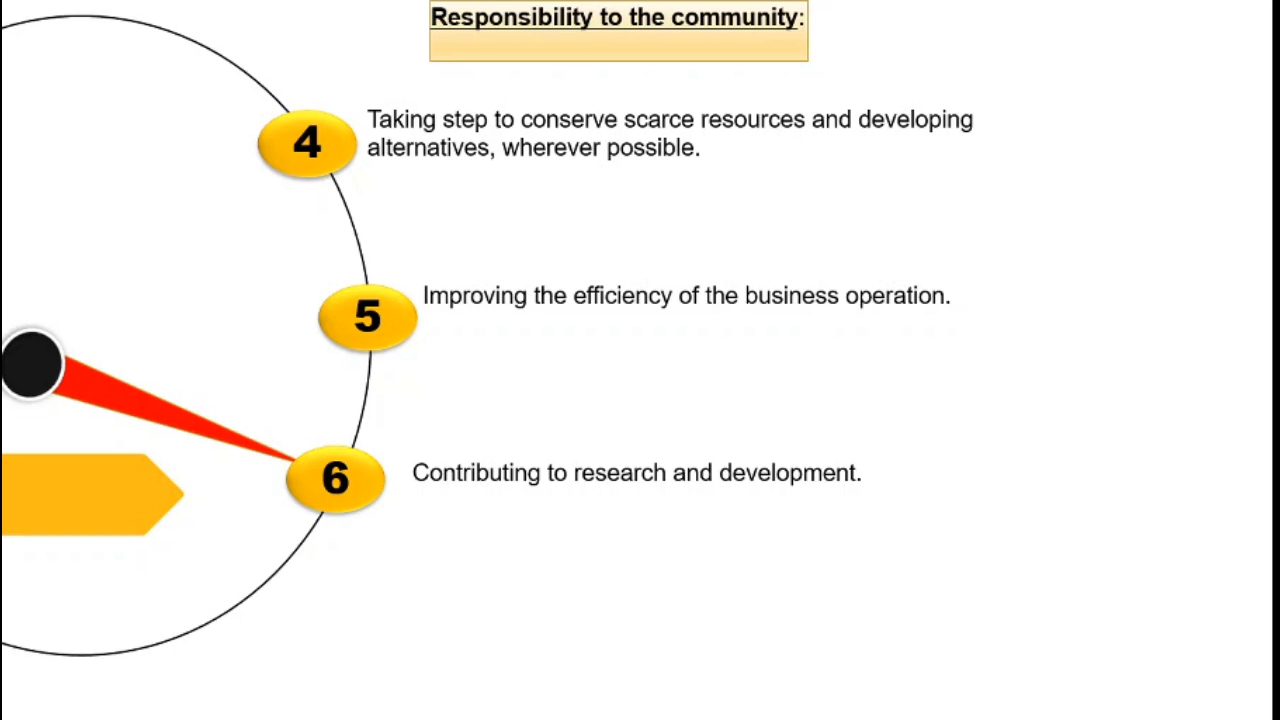 Responsibility to the community:
4
Taking step to conserve scarce resources and developing
alternatives, wherever possible.
5
Improving the efficiency of the business operation.
6
Contributing to research and development.